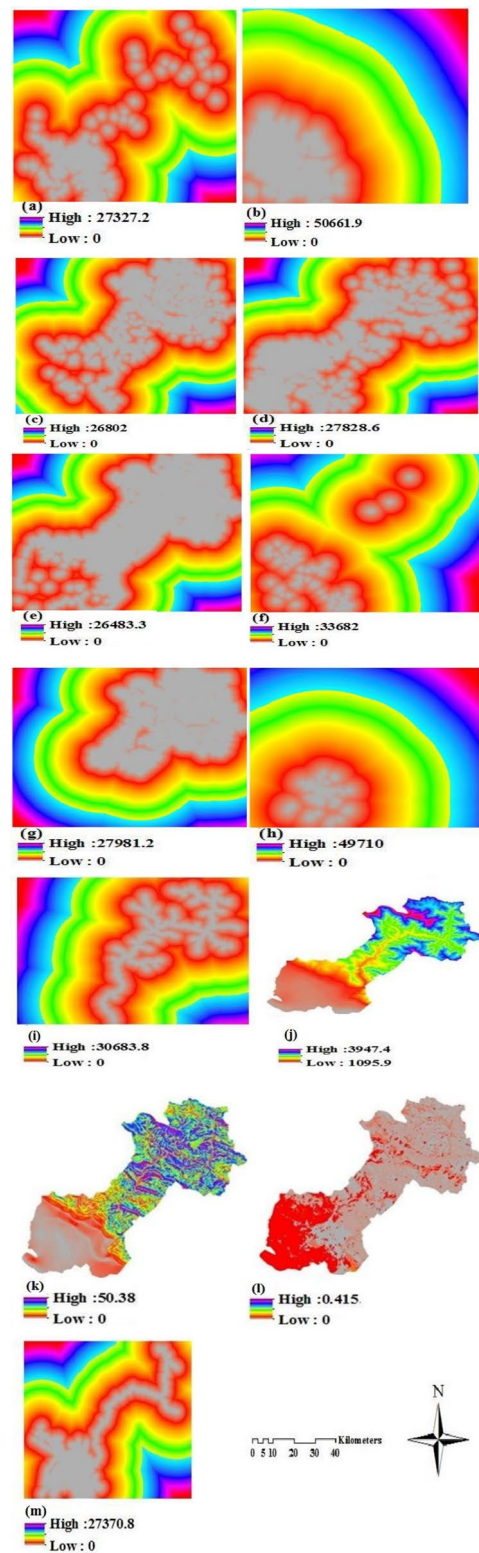 (a) (b)
High : 27327.2 High : 50661.9
Low : 0 Low : 0
(c) (d)
High :26802 High :27828.6
Low : 0 Low : 0
(e) (f)
High :26483.3 High :33682
Low : 0 Low : 0
(g) (h)
High :27981.2 High :49710
Low : 0 Low : 0
(i) (j)
High :30683.8 High :3947.4
Low : 0 Low : 1095.9
(k) (l)
High :50.38 High :0.415
Low : 0 Low : 0
N
Kilometers
0 5 10 20 30 40
(m)
High :27370.8
Low : 0